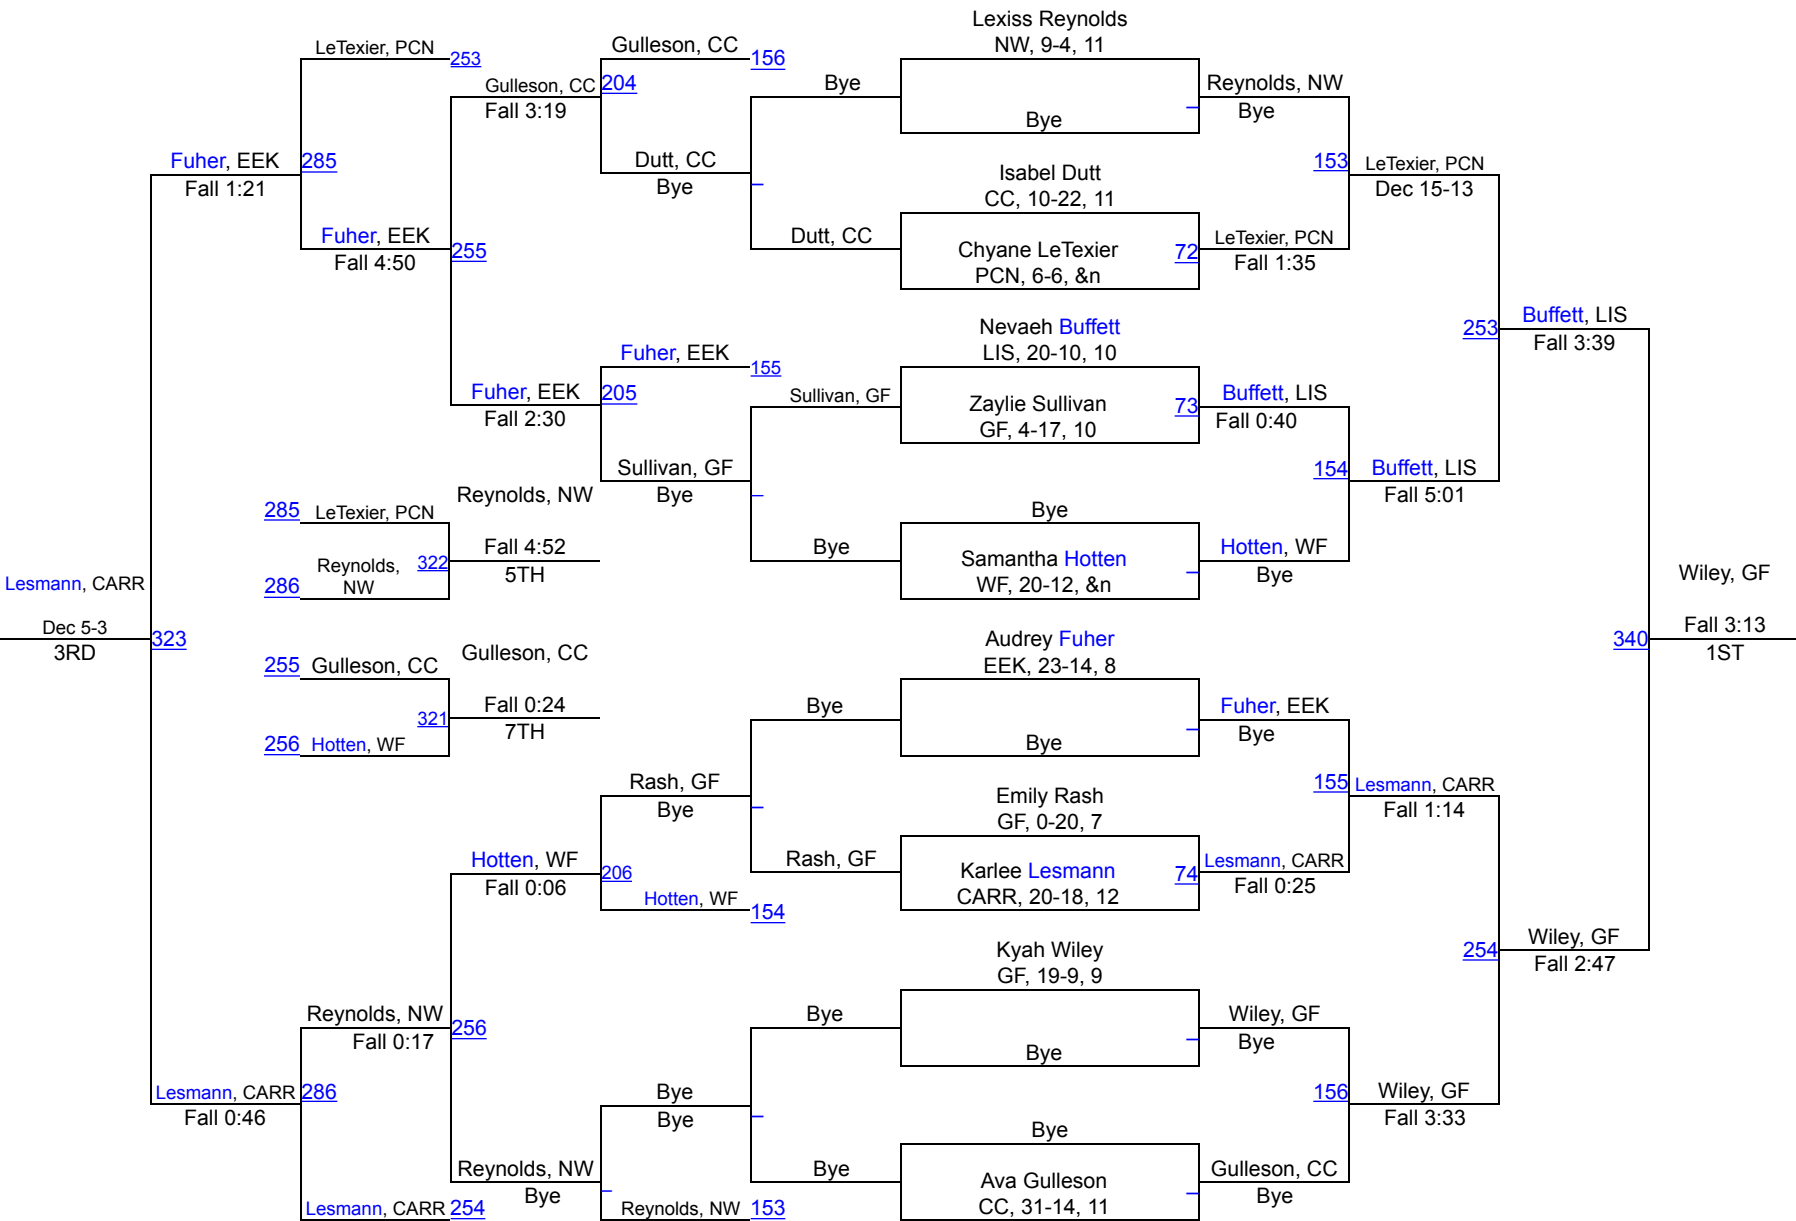 Lexiss Reynolds
NW, 9-4, 11
LeTexier, PCN
253
Gulleson, CC
156
Gulleson, CC
204
Fall 3:19
Bye
Bye
Reynolds, NW
Bye
Fuher, EEK
285
Fall 1:21
Dutt, CC
Bye
Isabel Dutt
CC, 10-22, 11
153
LeTexier, PCN
Dec 15-13
Fuher, EEK
Fall 4:50
255
Dutt, CC
Chyane LeTexier
PCN, 6-6, &n
72
LeTexier, PCN
Fall 1:35
Nevaeh Buffett
LIS, 20-10, 10
253
Buffett, LIS
Fall 3:39
Fuher, EEK
155
Fuher, EEK
205
Fall 2:30
Sullivan, GF
Zaylie Sullivan
GF, 4-17, 10
73
Buffett, LIS
Fall 0:40
Sullivan, GF
Bye
154
Buffett, LIS
Fall 5:01
Reynolds, NW
285
LeTexier, PCN
Bye
Fall 4:52
5TH
322
Reynolds,
NW
286
Bye
Samantha Hotten
WF, 20-12, &n
Hotten, WF
Bye
Lesmann, CARR
Dec 5-3
3RD
323
Wiley, GF
340
Fall 3:13
1ST
Audrey Fuher
EEK, 23-14, 8
255
Gulleson, CC
Gulleson, CC
Fall 0:24
7TH
321
256
Hotten, WF
Bye
Bye
Fuher, EEK
Bye
Rash, GF
Bye
Emily Rash
GF, 0-20, 7
155
Lesmann, CARR
Fall 1:14
Hotten, WF
Fall 0:06
206
Rash, GF
Karlee Lesmann
CARR, 20-18, 12
74
Lesmann, CARR
Fall 0:25
Hotten, WF
154
Kyah Wiley
GF, 19-9, 9
254
Wiley, GF
Fall 2:47
Reynolds, NW
Fall 0:17
256
Bye
Bye
Wiley, GF
Bye
Lesmann, CARR
286
Fall 0:46
Bye
Bye
156
Wiley, GF
Fall 3:33
Bye
Reynolds, NW
Bye
Bye
Ava Gulleson
CC, 31-14, 11
Gulleson, CC
Bye
Lesmann, CARR
254
Reynolds, NW
153